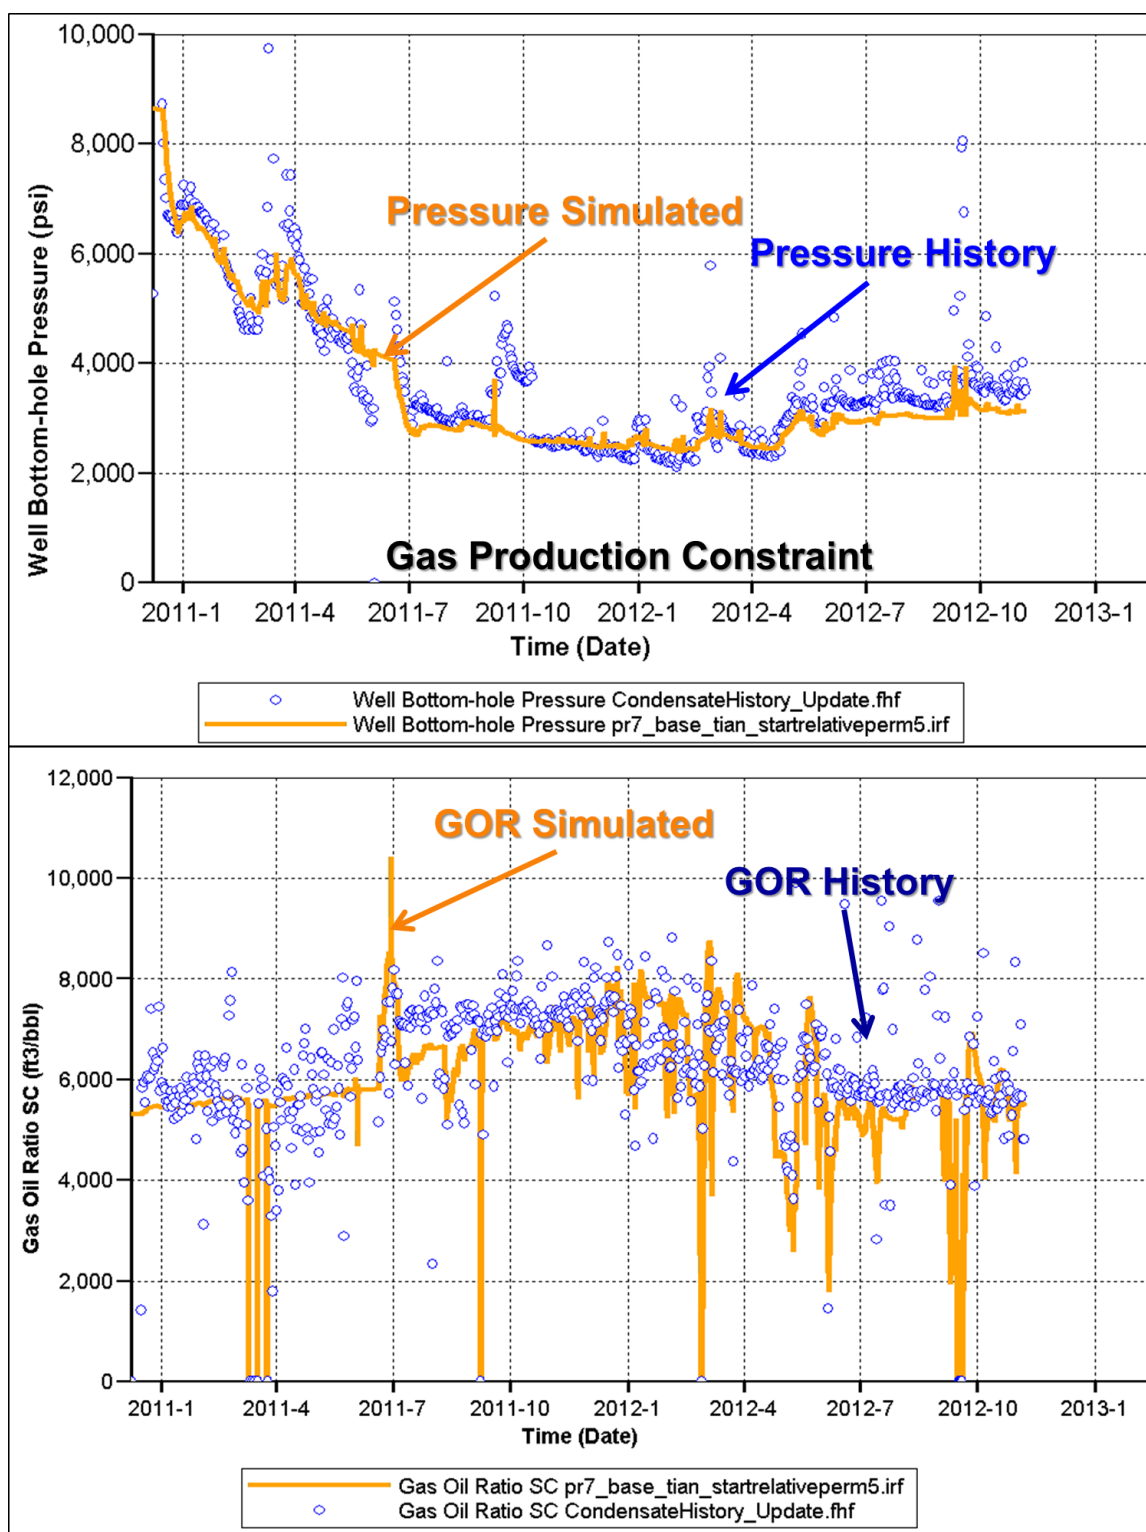 10,000
8,000
6,000
4,000
2,000
0
Well Bottom-hole Pressure (psi)
Pressure Simulated
Pressure History
Gas Production Constraint
2011-1 2011-4 2011-7 2011-10 2012-1 2012-4 2012-7 2012-10 2013-1
Time (Date)
Well Bottom-hole Pressure CondensateHistory_Update.fhf
Well Bottom-hole Pressure pr7_base_tian_startrelativeperm5.irf
12,000
10,000
8,000
6,000
4,000
2,000
0
Gas Oil Ratio SC (ft3/bbl)
GOR Simulated
GOR History
2011-1 2011-4 2011-7 2011-10 2012-1 2012-4 2012-7 2012-10 2013-1
Time (Date)
Gas Oil Ratio SC pr7_base_tian_startrelativeperm5.irf
Gas Oil Ratio SC CondensateHistory_Update.fhf